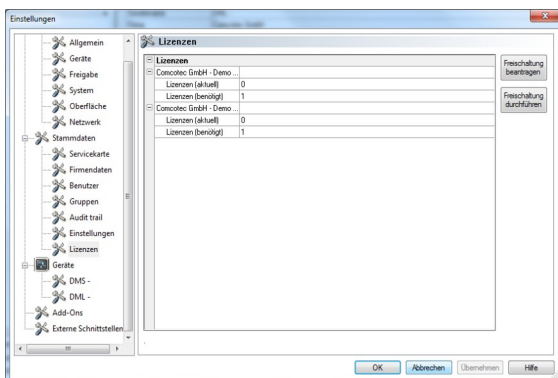 Einstellungen
Allgemein
Geräte
Freigabe
System
Oberfläche
Netzwerk
Stammdaten
Servicekarte
Firmendaten
Benutzer
Gruppen
Audit trail
Einstellungen
Lizenzen
Geräte
DMS -
DML -
Add-Ons
Externe Schnittstellen
Lizenzen
Lizenzen
Comcotec GmbH - Demo ...
Lizenzen (aktuell) 0
Lizenzen (benötigt) 1
Comcotec GmbH - Demo ...
Lizenzen (aktuell) 0
Lizenzen (benötigt) 1
Freischaltung
beantragen
Freischaltung
durchführen
OK Abbrechen Übernehmen Hilfe